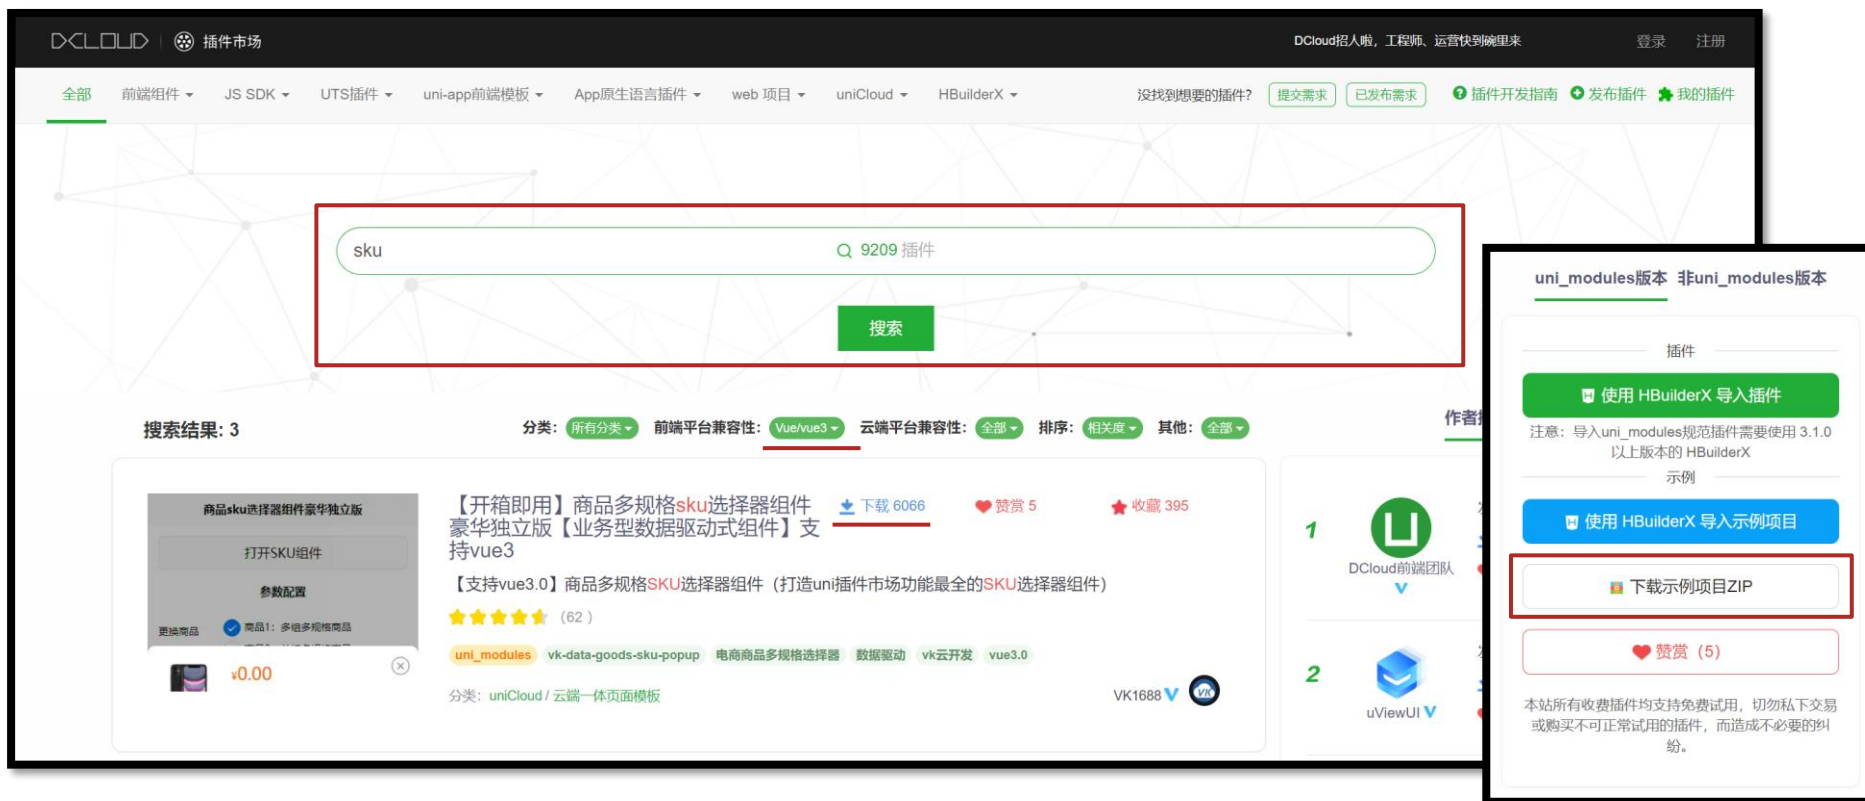 DCLOUD 插件市场
DCloud招人啦，工程师、运营快到碗里来
登录 注册
全部 前端组件 JS SDK UTS插件 uni-app前端模板 App原生语言插件 web 项目 uniCloud HBuilderX
没找到想要的插件? 提交需求 已发布需求 插件开发指南 发布插件 我的插件
sku 9209 插件
搜索
搜索结果: 3
分类: 所有分类 前端平台兼容性: Vue/vue3 云端平台兼容性: 全部 排序: 相关度 其他: 全部
商品sku选择器组件豪华独立版
打开SKU组件
参数配置
更换商品 商品1：多组多规格商品
¥0.00
【开箱即用】商品多规格sku选择器组件
豪华独立版【业务型数据驱动式组件】支
持vue3
下载 6066 赞赏 5 收藏 395
【支持vue3.0】商品多规格SKU选择器组件（打造uni插件市场功能最全的SKU选择器组件）
（62 ）
uni_modules vk-data-goods-sku-popup 电商商品多规格选择器 数据驱动 vk云开发 vue3.0
分类: uniCloud / 云端一体页面模板
VK1688
VK
1
DCloud前端团队
2
uViewUI
uni_modules版本 非uni_modules版本
插件
使用 HBuilderX 导入插件
注意：导入uni_modules规范插件需要使用 3.1.0
以上版本的 HBuilderX
示例
使用 HBuilderX 导入示例项目
下载示例项目ZIP
赞赏（5）
本站所有收费插件均支持免费试用，切勿私下交易
或购买不可正常试用的插件，而造成不必要的纠
纷。